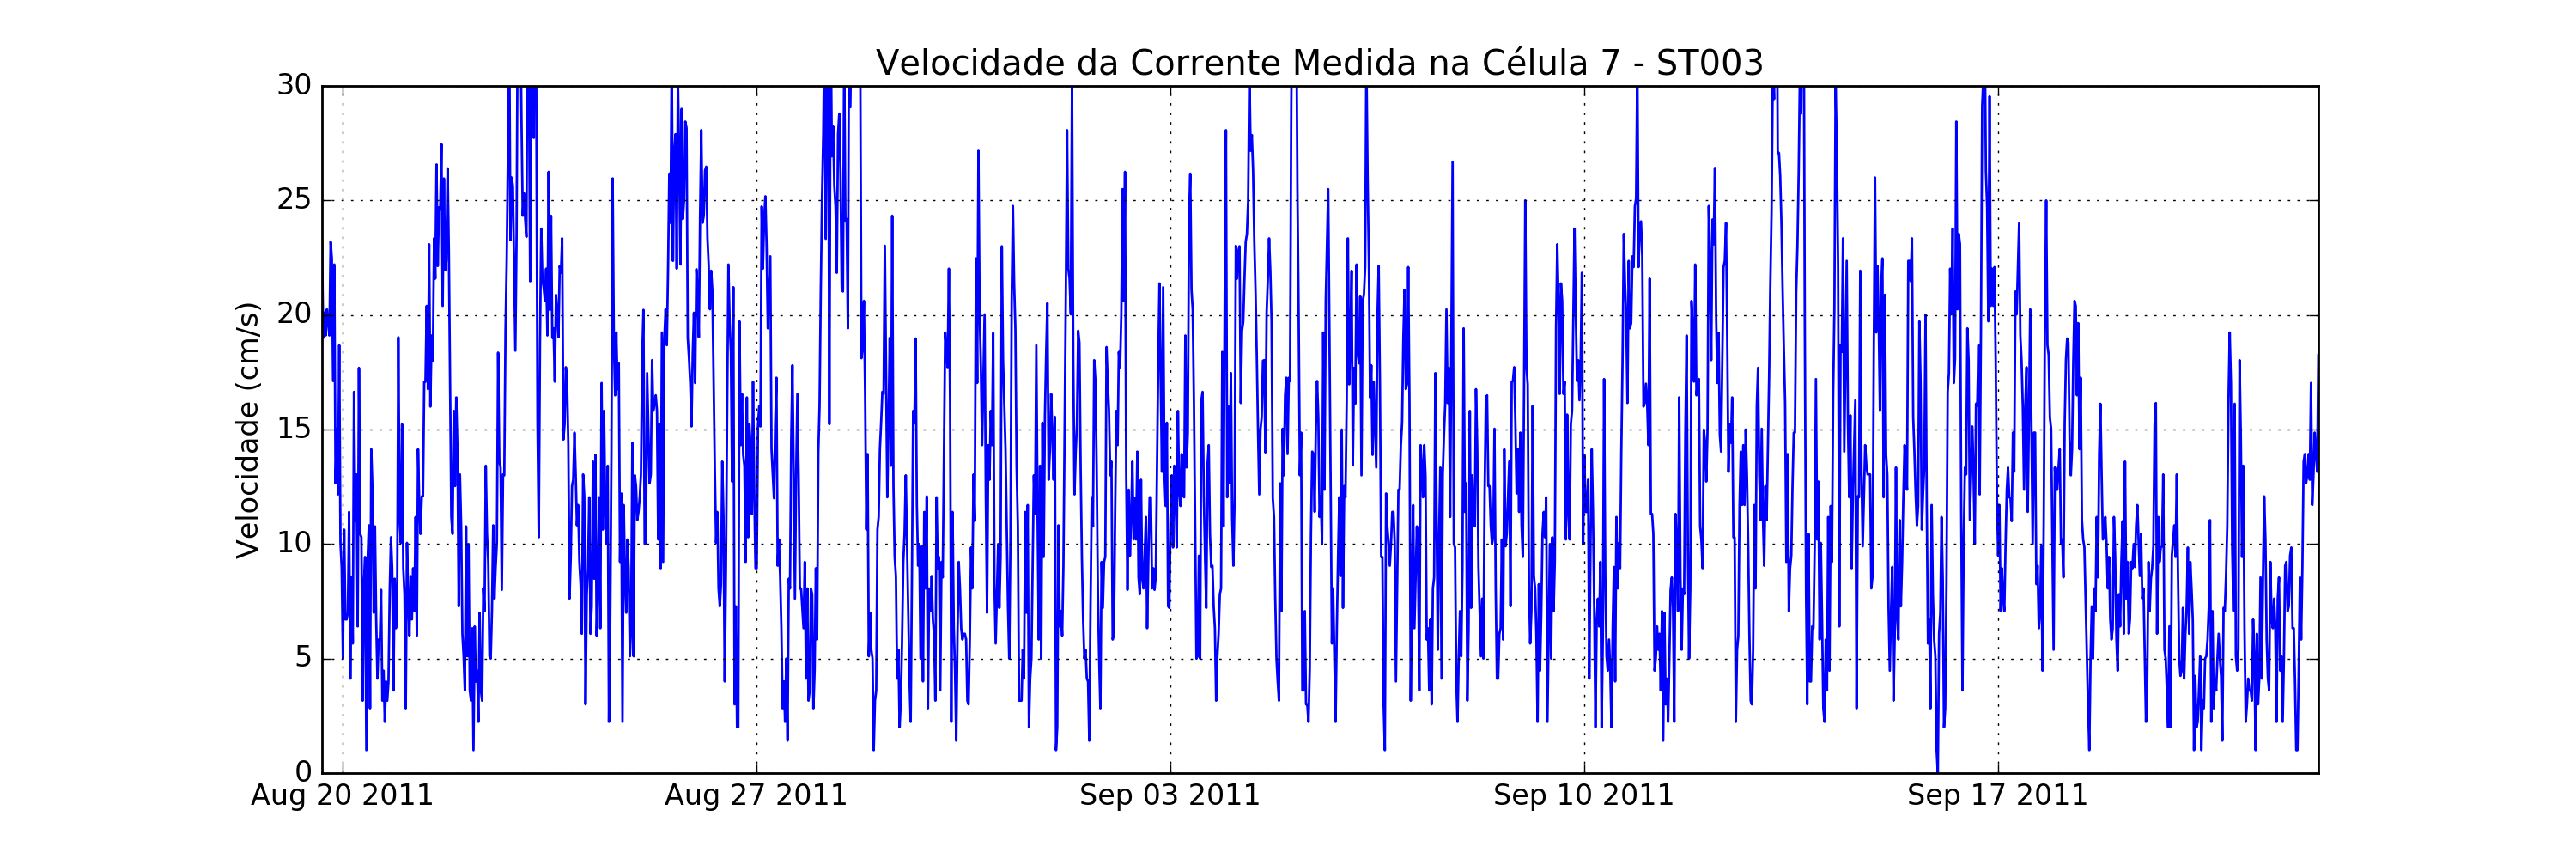 Velocidade da Corrente Medida na Célula 7 - ST003
30
25
20
15
10
5
0
Velocidade (cm/s)
Aug 20 2011
Aug 27 2011
Sep 03 2011
Sep 10 2011
Sep 17 2011